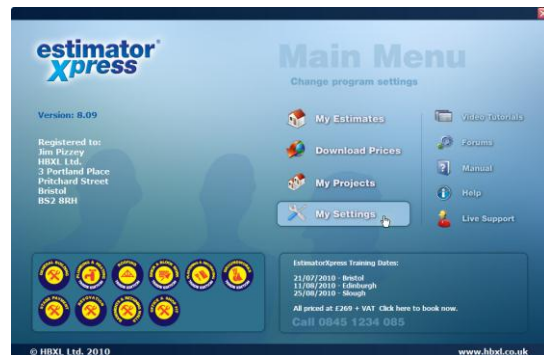 estimator
Xpress
Main Menu
Change program settings
Version: 8.09
Registered to:
Jim Pizzey
HBXL Ltd.
3 Portland Place
Pritchard Street
Bristol
BS2 8RH
My Estimates
Download Prices
My Projects
My Settings
Video Tutorials
Forums
Manual
Help
Live Support
EstimatorXpress Training Dates:
21/07/2010 - Bristol
11/08/2010 - Edinburgh
25/08/2010 - Slough
All priced at £269 + VAT Click here to book now.
Call 0845 1234 085
© HBXL Ltd. 2010
www.hbxl.co.uk